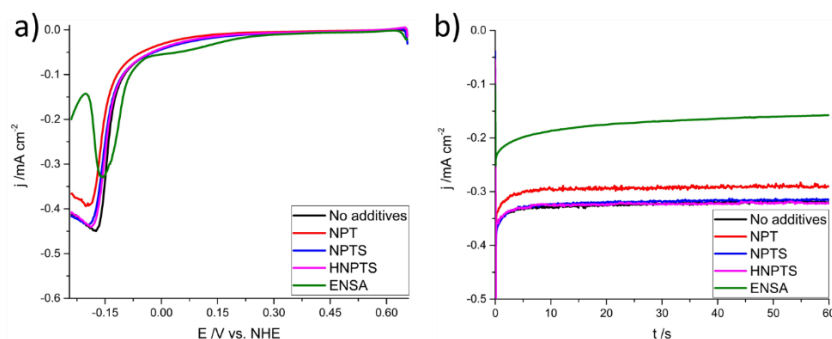 a)
0.0
-0.1
-0.2
-0.3
-0.4
-0.5
-0.6
j /mA cm-2
-0.15
0.00
0.15
0.30
0.45
0.60
E /V vs. NHE
No additives
NPT
NPTS
HNPTS
ENSA
b)
0.0
-0.1
-0.2
-0.3
-0.4
-0.5
j /mA cm-2
0
10
20
30
40
50
60
t /s
No additives
NPT
NPTS
HNPTS
ENSA